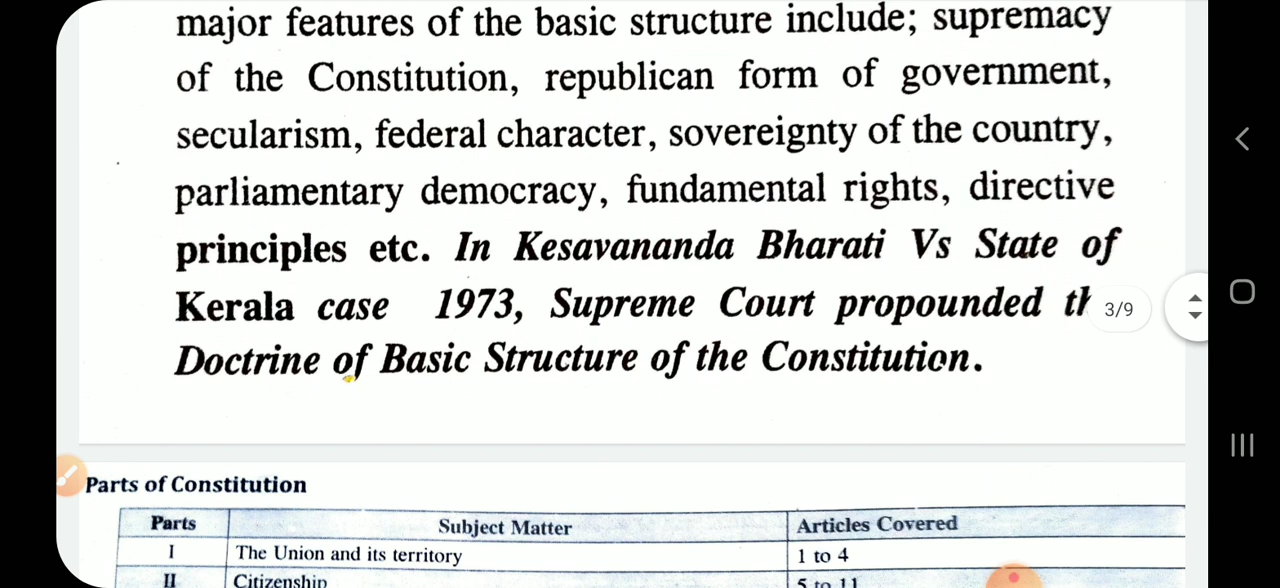 major features of the basic structure include; supremacy
of the Constitution, republican form of government,
secularism, federal character, sovereignty of the country,
parliamentary democracy, fundamental rights, directive
principles etc. In Kesavananda Bharati Vs State of
Kerala case 1973, Supreme Court propounded
3/9
Doctrine of Basic Structure of the Constitution.
Parts of Constitution
Parts Subject Matter Articles Covered
I The Union and its territory 1 to 4
II Citizenship 5 to 11